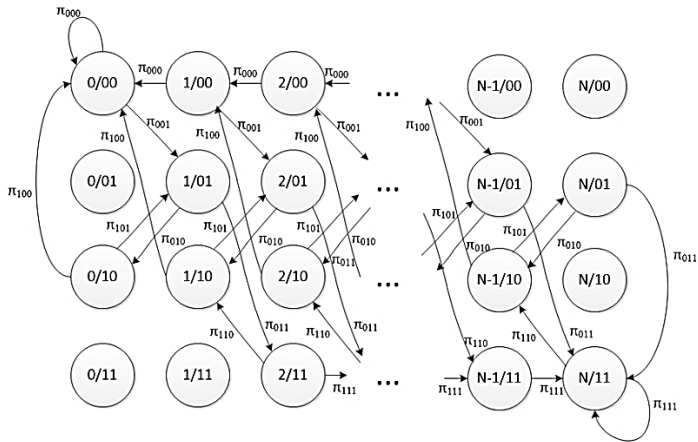 π000
π000 π000 π000
0/00 1/00 2/00 ... N-1/00 N/00
π001 π001 π001 π001
π100 π100 π100 π100
0/01 1/01 2/01 ... N-1/01 N/01
π100
π101 π101 π101 π101
π010 π010 π010 π010 π010
π011 π011
0/10 1/10 2/10 ... N-1/10 N/10
π110 π011 π110 π011 π110 π110 π011
0/11 1/11 2/11 ... N-1/11 N/11
π111 π111 π111 π111